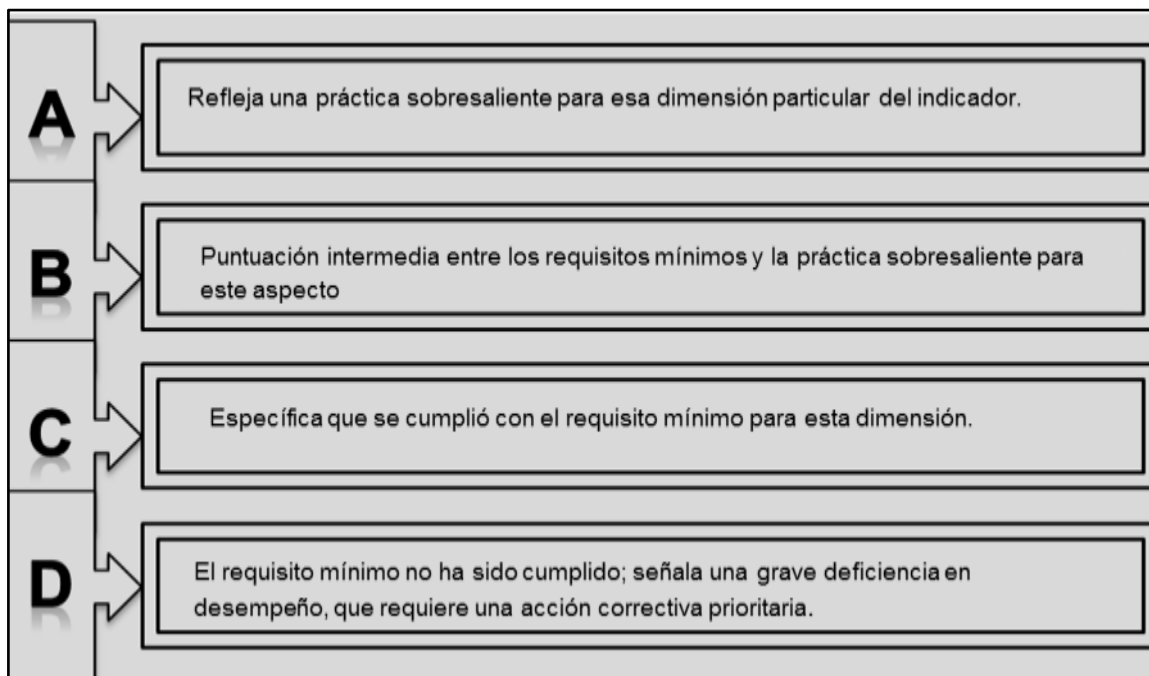 A
Refleja una práctica sobresaliente para esa dimensión particular del indicador.
B
Puntuación intermedia entre los requisitos mínimos y la práctica sobresaliente para
este aspecto
C
Específica que se cumplió con el requisito mínimo para esta dimensión.
D
El requisito mínimo no ha sido cumplido; señala una grave deficiencia en
desempeño, que requiere una acción correctiva prioritaria.